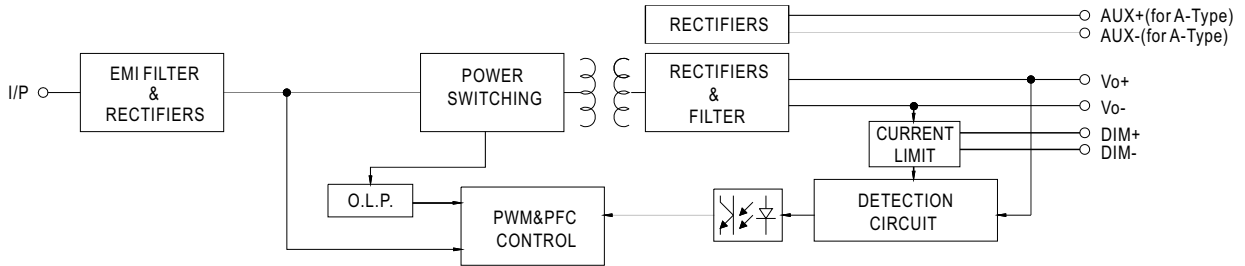 RECTIFIERS
AUX+(for A-Type)
AUX-(for A-Type)
I/P
EMI FILTER
&
RECTIFIERS
POWER
SWITCHING
RECTIFIERS
&
FILTER
Vo+
Vo-
CURRENT
LIMIT
DIM+
DIM-
O.L.P.
PWM&PFC
CONTROL
DETECTION
CIRCUIT